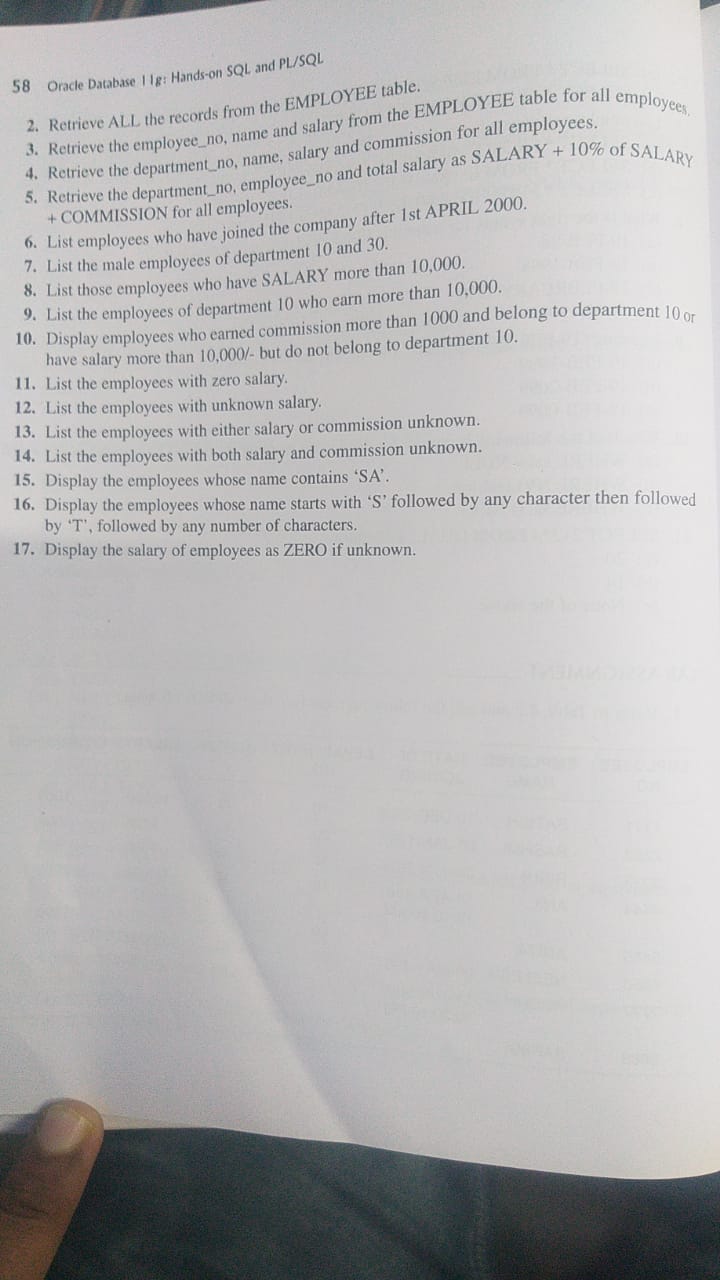 58 Oracle Database 11g: Hands-on SQL and PL/SQL
2. Retrieve ALL the records from the EMPLOYEE table.
3. Retrieve the employee_no, name and salary from the EMPLOYEE table for all employees.
4. Retrieve the department_no, name, salary and commission for all employees.
5. Retrieve the department_no, employee_no and total salary as SALARY + 10% of SALARY
+ COMMISSION for all employees.
6. List employees who have joined the company after 1st APRIL 2000.
7. List the male employees of department 10 and 30.
8. List those employees who have SALARY more than 10,000.
9. List the employees of department 10 who earn more than 10,000.
10. Display employees who earned commission more than 1000 and belong to department 10 or
have salary more than 10,000/- but do not belong to department 10.
11. List the employees with zero salary.
12. List the employees with unknown salary.
13. List the employees with either salary or commission unknown.
14. List the employees with both salary and commission unknown.
15. Display the employees whose name contains ‘SA’.
16. Display the employees whose name starts with ‘S’ followed by any character then followed
by ‘T’, followed by any number of characters.
17. Display the salary of employees as ZERO if unknown.